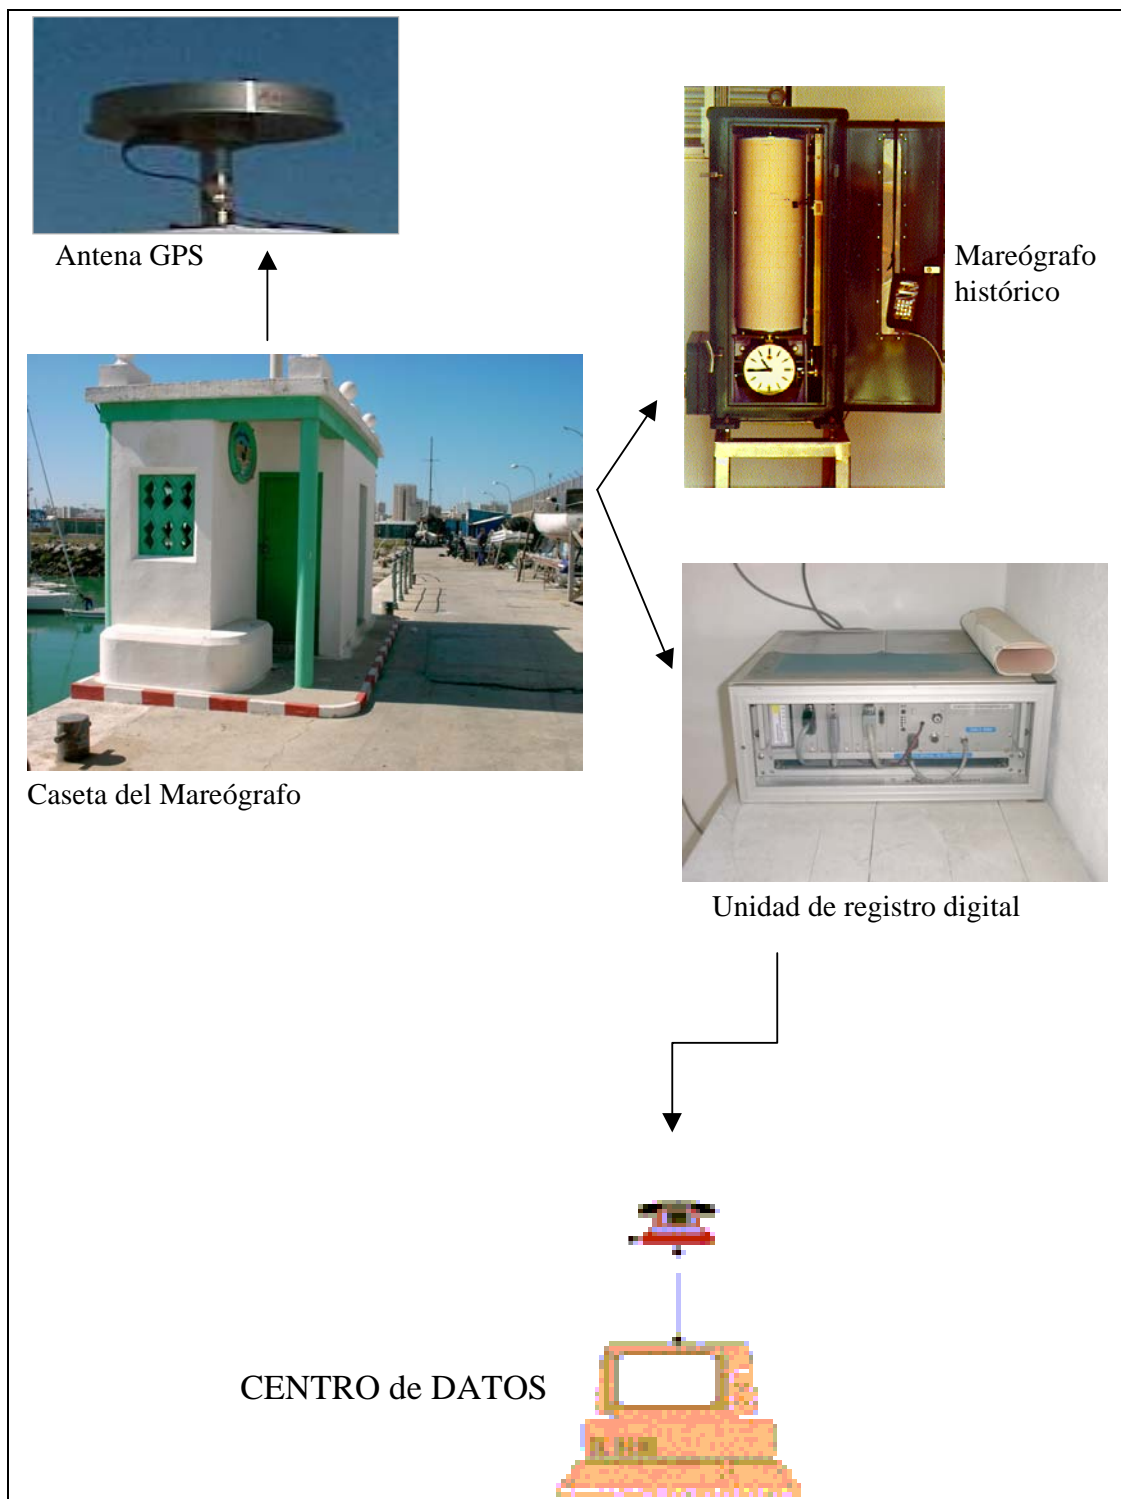 Antena GPS
Mareógrafo
histórico
Caseta del Mareógrafo
Unidad de registro digital
CENTRO de DATOS